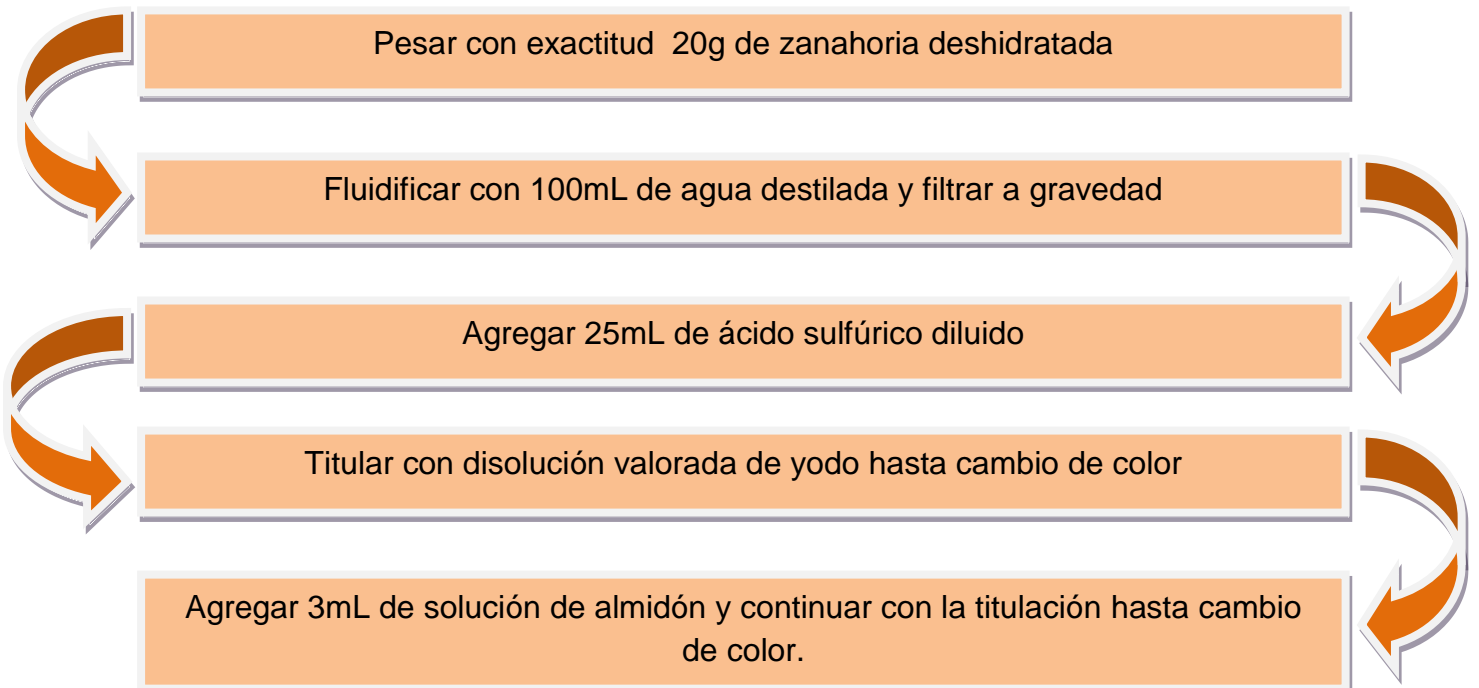 Pesar con exactitud  20g de zanahoria deshidratada
Fluidificar con 100mL de agua destilada y filtrar a gravedad
Agregar 25mL de ácido sulfúrico diluido
Titular con disolución valorada de yodo hasta cambio de color
Agregar 3mL de solución de almidón y continuar con la titulación hasta cambio
de color.